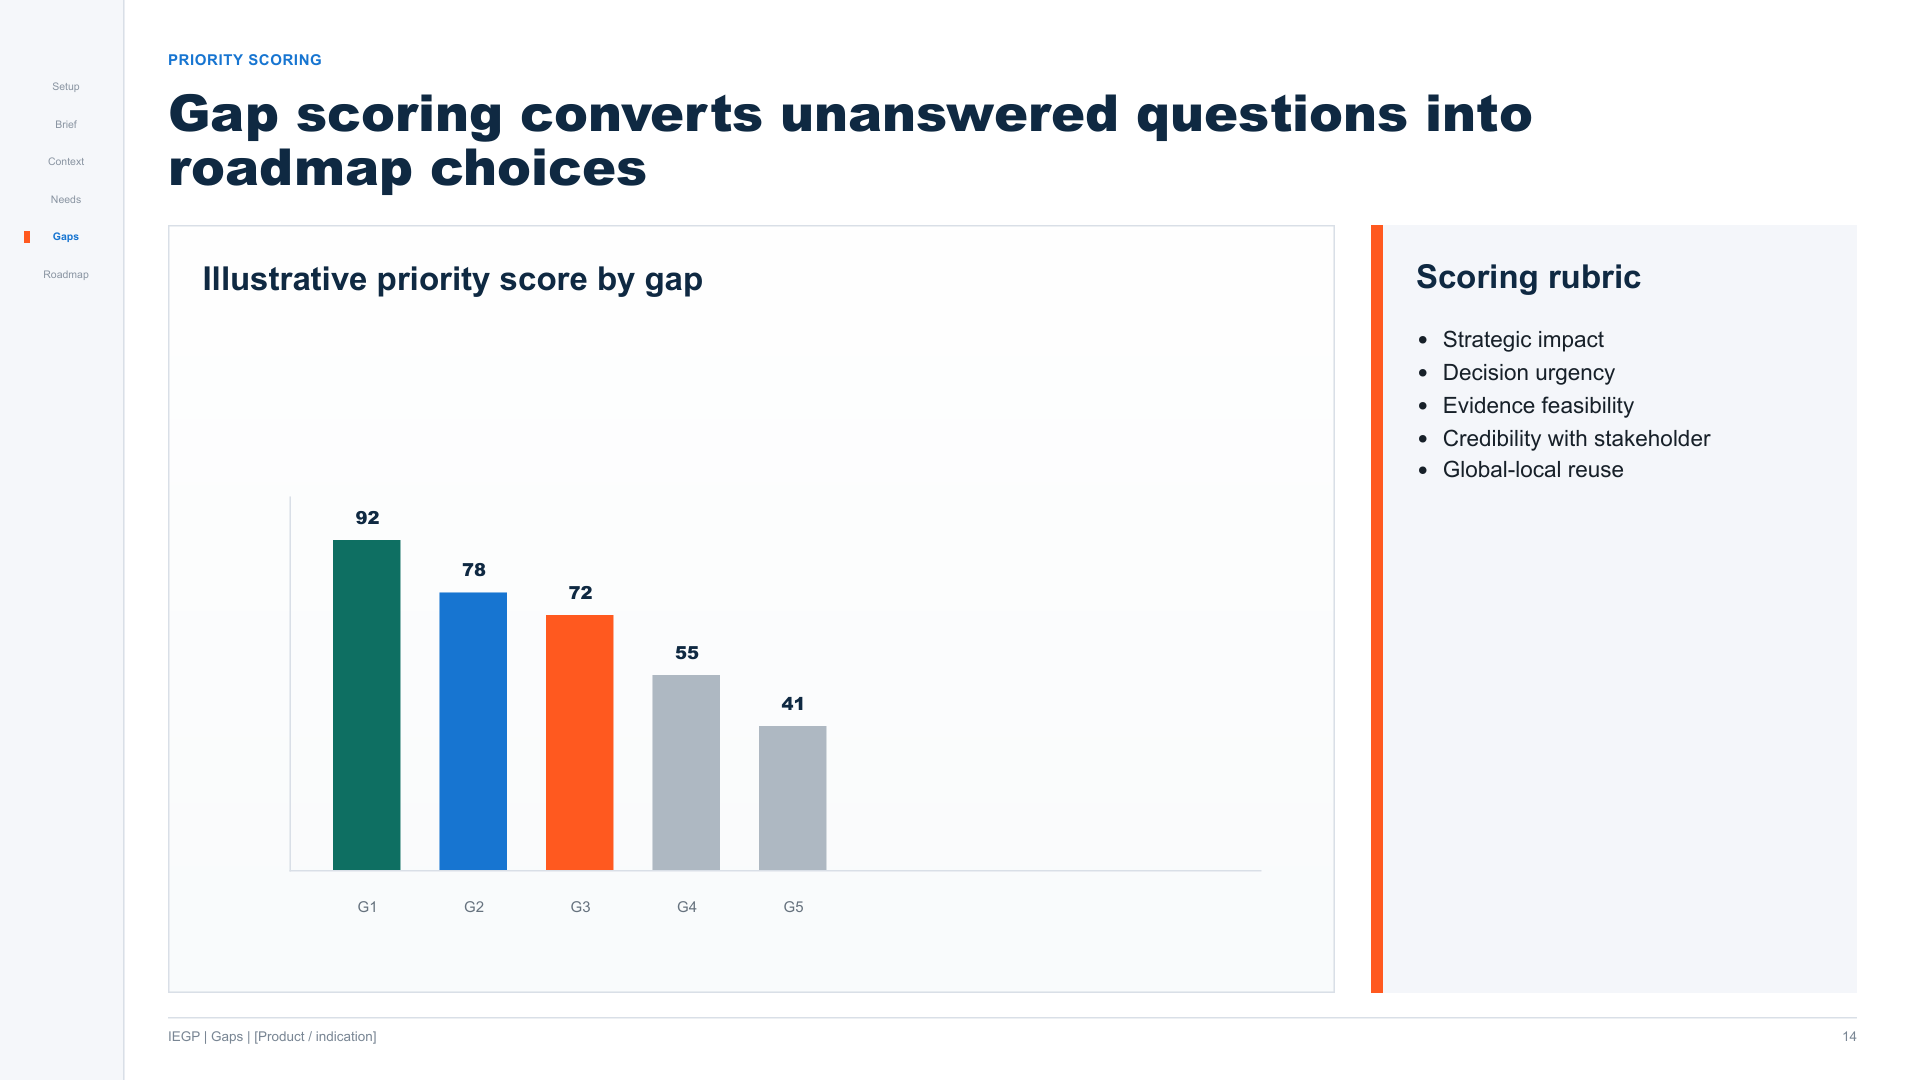 Setup
Brief
Context
Needs
Gaps
Roadmap
PRIORITY SCORING
Gap scoring converts unanswered questions into
roadmap choices
Illustrative priority score by gap
92
78
72
55
41
G1
G2
G3
G4
G5
Scoring rubric
• Strategic impact
• Decision urgency
• Evidence feasibility
• Credibility with stakeholder
• Global-local reuse
IEGP | Gaps | [Product / indication]
14